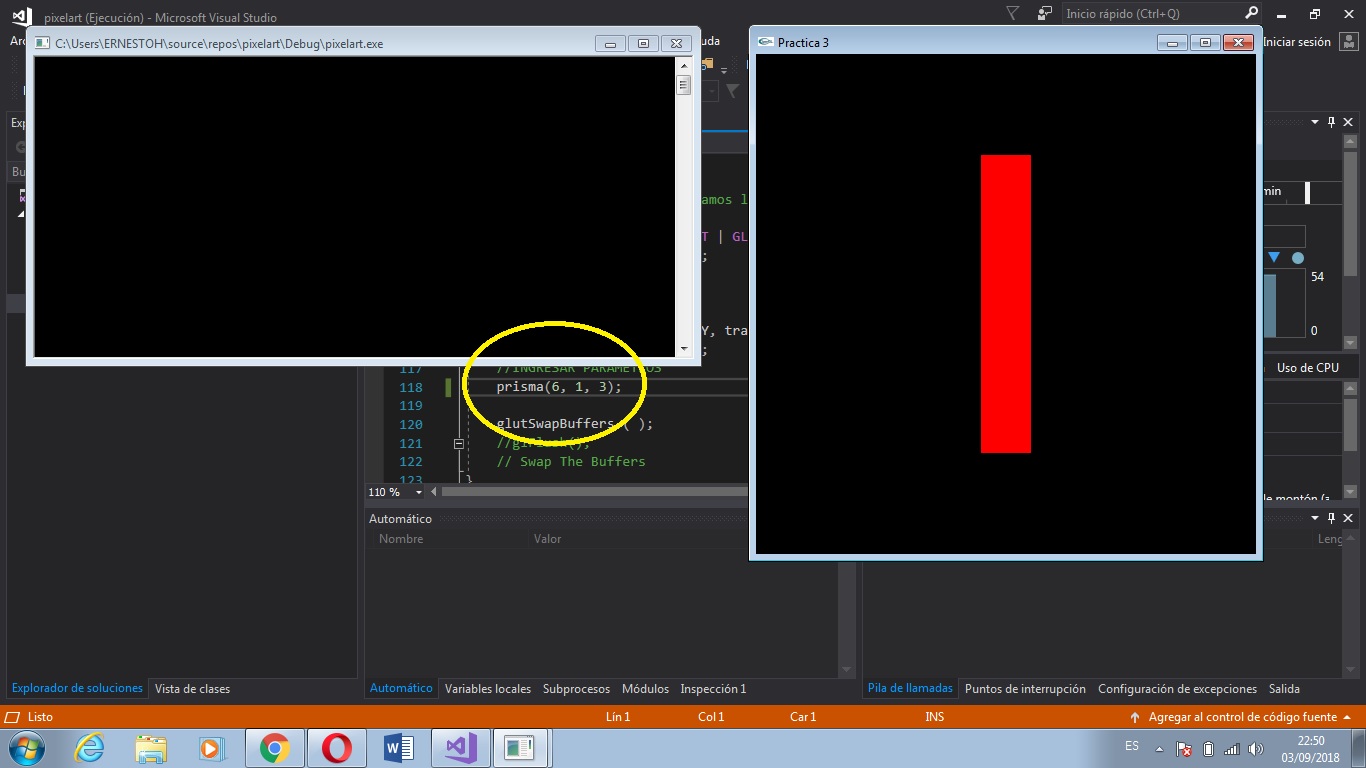 pixelart (Ejecución) - Microsoft Visual Studio
Inicio rápido (Ctrl+Q)
C:\Users\ERNESTOH\source\repos\pixelart\Debug\pixelart.exe
Practica 3
uda
Iniciar sesión
Exp
Bu
amos l
min
T | GL
;
54
Y, tra
0
;
117 //INGRESAR PARAMETROS
Uso de CPU
118 prisma(6, 1, 3);
119
120 glutSwapBuffers ( );
121 //glFlush();
122 // Swap The Buffers
123 }
110 %
de montón (a
Automático
Nombre Valor
Leng
Explorador de soluciones Vista de clases
Automático Variables locales Subprocesos Módulos Inspección 1
Pila de llamadas Puntos de interrupción Configuración de excepciones Salida
Listo
Lín 1 Col 1 Car 1 INS
Agregar al control de código fuente
ES
22:50
03/09/2018